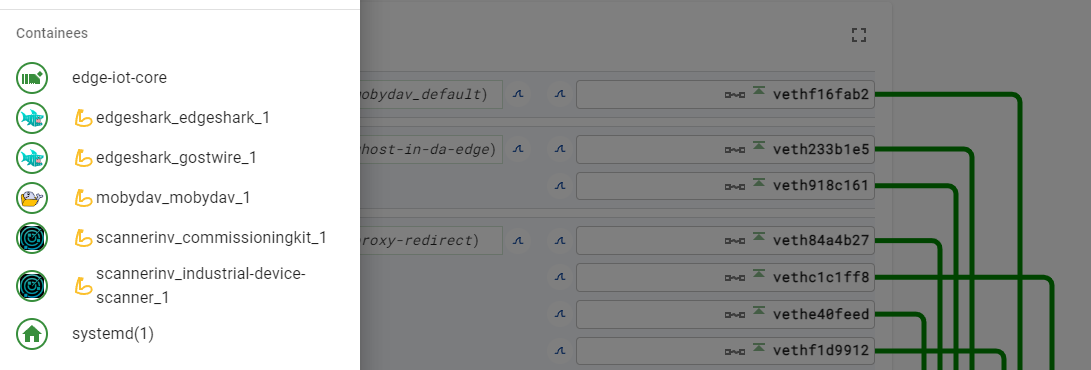 Containees
edge-iot-core
edgeshark_edgeshark_1
edgeshark_gostwire_1
mobydav_mobydav_1
scannerinv_commissioningkit_1
scannerinv_industrial-device-
scanner_1
systemd(1)
obydav_default)
vethf16fab2
host-in-da-edge)
veth233b1e5
veth918c161
roxy-redirect)
veth84a4b27
vethc1c1ff8
vethe40feed
vethf1d9912